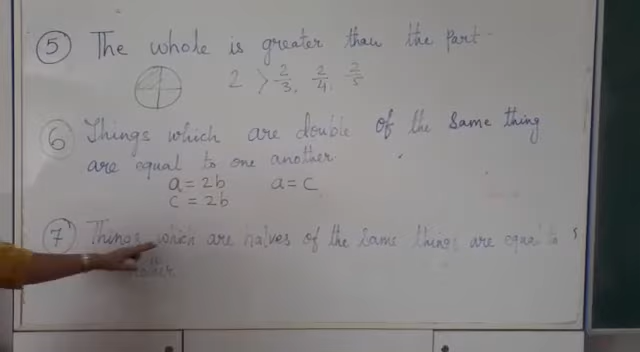 5 The whole is greater than the part.
2 > 2/3, 2/4, 2/5
6 Things which are double of the same thing
are equal to one another.
a = 2b a = c
c = 2b
7 Things which are halves of the same things are equal to